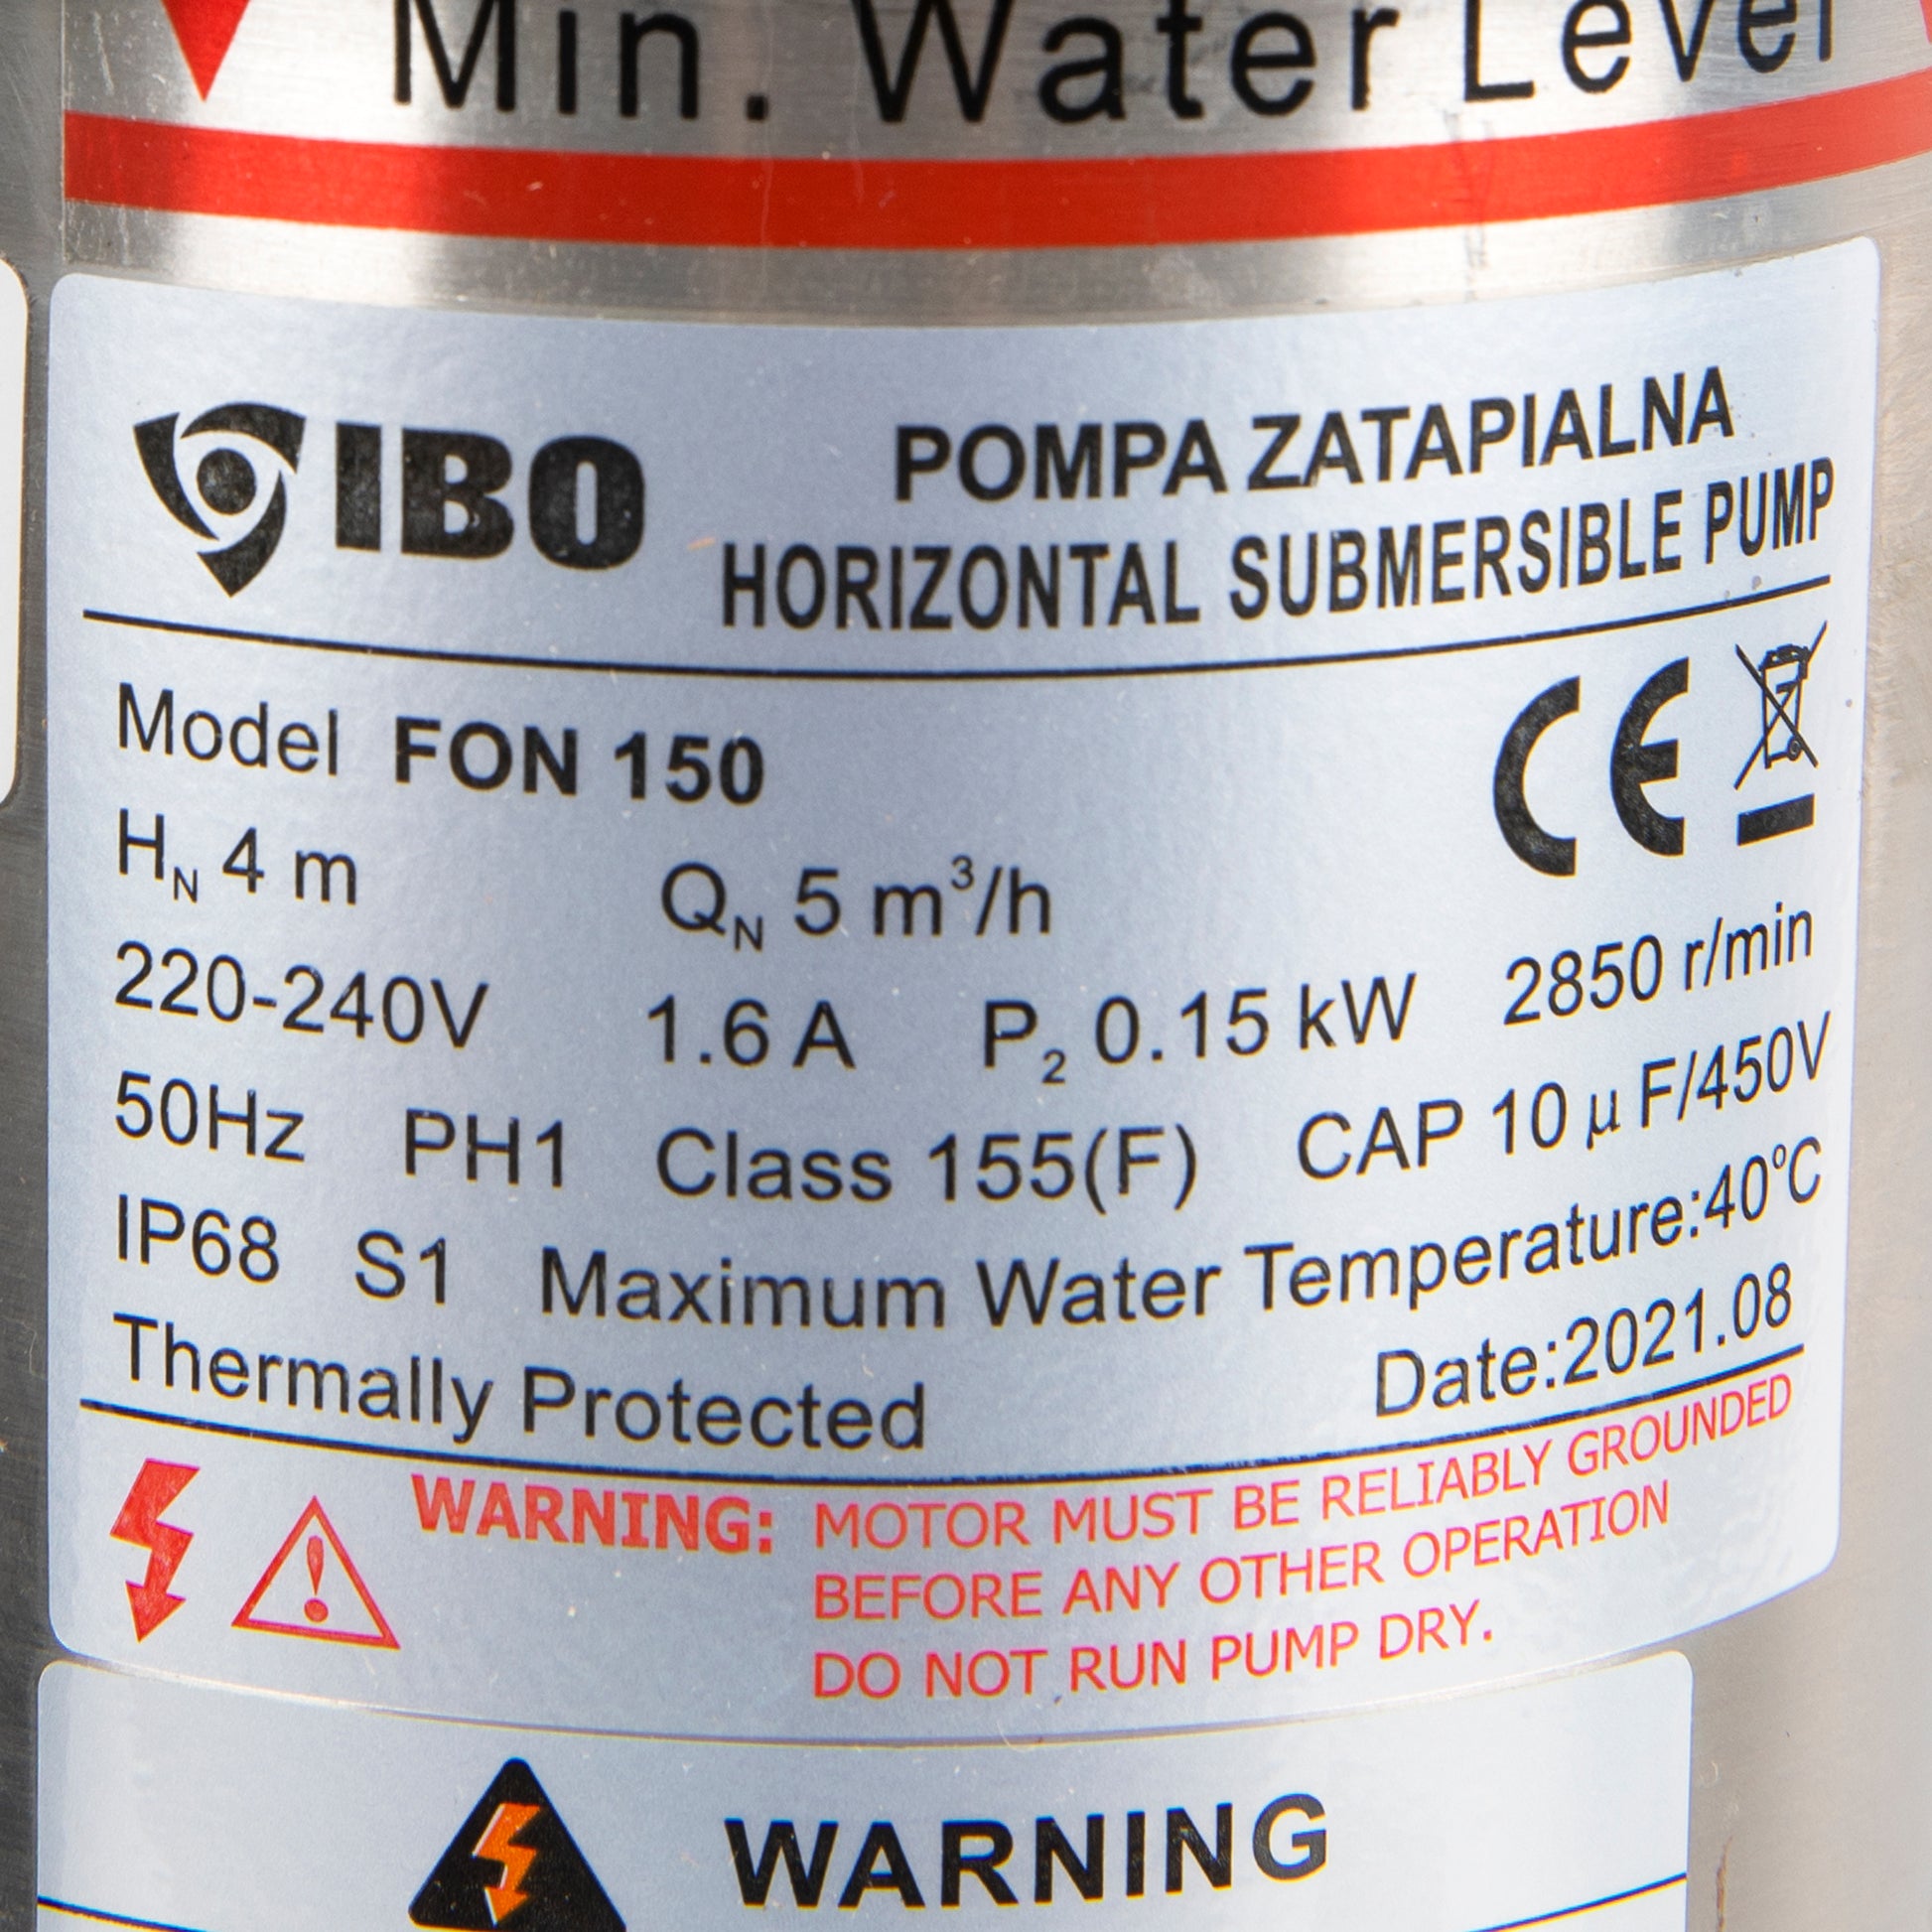 Min. Water Level
IBO
POMPA ZATAPIALNA
HORIZONTAL SUBMERSIBLE PUMP
Model FON 150
CE
H_N 4 m Q_N 5 m³/h
220-240V 1.6 A P₂ 0.15 kW 2850 r/min
50Hz PH1 Class 155(F) CAP 10 μ F/450V
IP68 S1 Maximum Water Temperature:40℃
Thermally Protected Date:2021.08
WARNING: MOTOR MUST BE RELIABLY GROUNDED
BEFORE ANY OTHER OPERATION
DO NOT RUN PUMP DRY.
WARNING